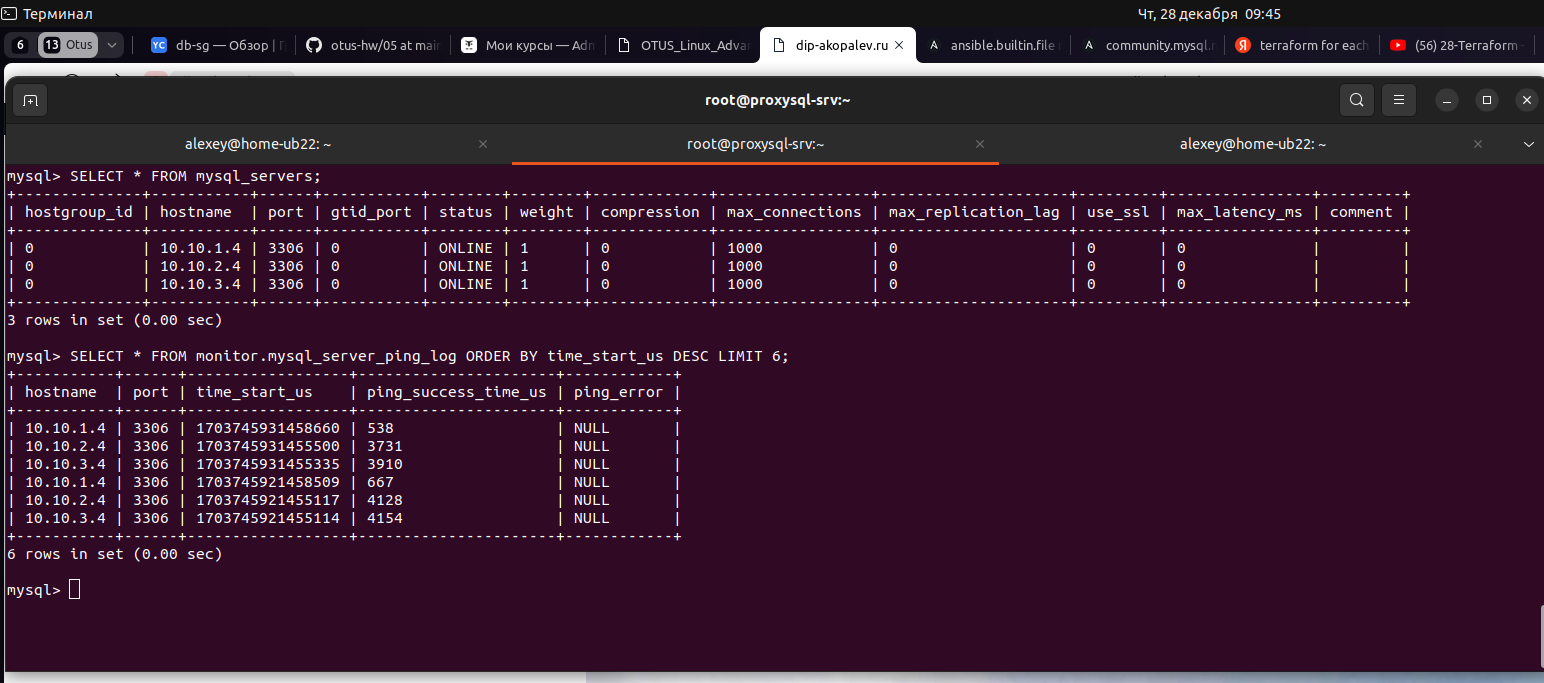 Терминал
Чт, 28 декабря 09:45
6 13 Otus YC db-sg — Обзор | otus-hw/05 at mai Мои курсы — Adm OTUS_Linux_Adva dip-akopalev.ru A ansible.builtin.file A community.mysql. Я terraform for each (56) 28-Terraform
root@proxysql-srv:~
alexey@home-ub22: ~ root@proxysql-srv:~ alexey@home-ub22: ~
mysql> SELECT * FROM mysql_servers;
+--------------+-----------+------+-----------+--------+--------+-------------+-----------------+---------------------+---------+----------------+---------+
| hostgroup_id | hostname  | port | gtid_port | status | weight | compression | max_connections | max_replication_lag | use_ssl | max_latency_ms | comment |
+--------------+-----------+------+-----------+--------+--------+-------------+-----------------+---------------------+---------+----------------+---------+
| 0            | 10.10.1.4 | 3306 | 0         | ONLINE | 1      | 0           | 1000            | 0                   | 0       | 0              |         |
| 0            | 10.10.2.4 | 3306 | 0         | ONLINE | 1      | 0           | 1000            | 0                   | 0       | 0              |         |
| 0            | 10.10.3.4 | 3306 | 0         | ONLINE | 1      | 0           | 1000            | 0                   | 0       | 0              |         |
+--------------+-----------+------+-----------+--------+--------+-------------+-----------------+---------------------+---------+----------------+---------+
3 rows in set (0.00 sec)
mysql> SELECT * FROM monitor.mysql_server_ping_log ORDER BY time_start_us DESC LIMIT 6;
+-----------+------+------------------+----------------------+------------+
| hostname  | port | time_start_us    | ping_success_time_us | ping_error |
+-----------+------+------------------+----------------------+------------+
| 10.10.1.4 | 3306 | 1703745931458660 | 538                  | NULL       |
| 10.10.2.4 | 3306 | 1703745931455500 | 3731                 | NULL       |
| 10.10.3.4 | 3306 | 1703745931455335 | 3910                 | NULL       |
| 10.10.1.4 | 3306 | 1703745921458509 | 667                  | NULL       |
| 10.10.2.4 | 3306 | 1703745921455117 | 4128                 | NULL       |
| 10.10.3.4 | 3306 | 1703745921455114 | 4154                 | NULL       |
+-----------+------+------------------+----------------------+------------+
6 rows in set (0.00 sec)
mysql>